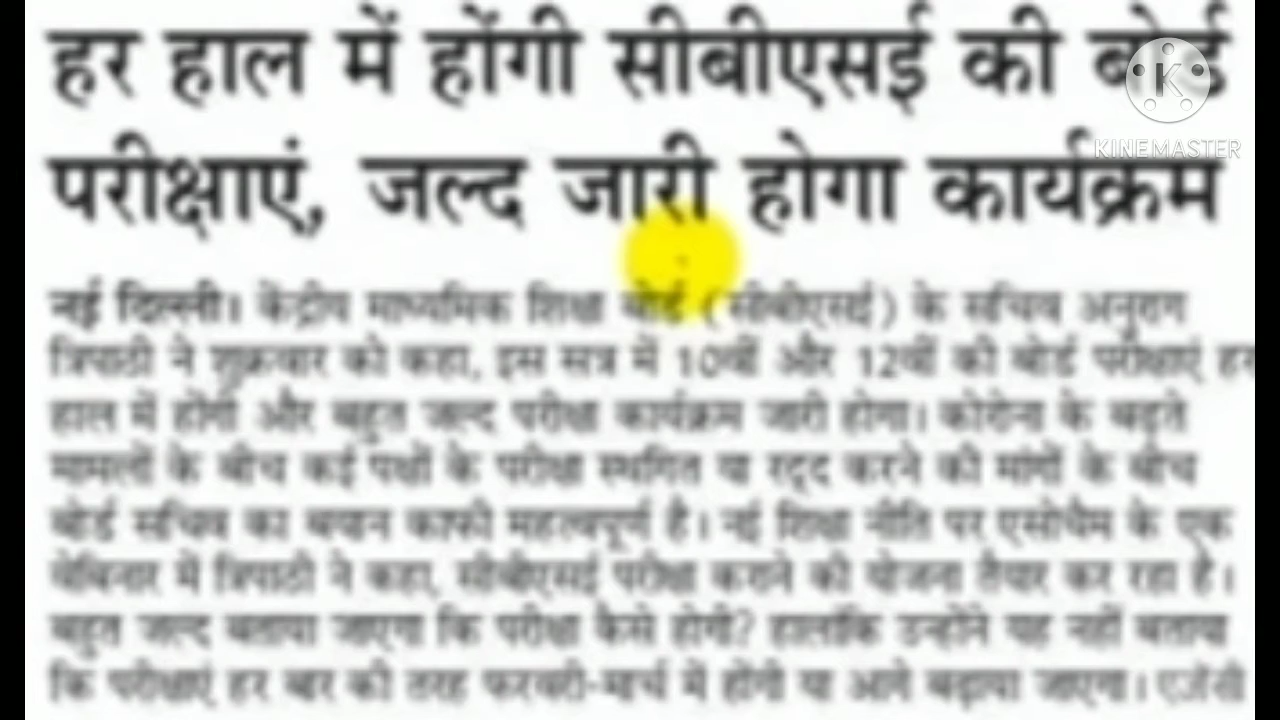 हर हाल में होंगी सीबीएसई की बोर्ड
परीक्षाएं, जल्द जारी होगा कार्यक्रम
नई दिल्ली। केंद्रीय माध्यमिक शिक्षा बोर्ड (सीबीएसई) के सचिव अनुराग
त्रिपाठी ने शुक्रवार को कहा, इस सत्र में 10वीं और 12वीं की बोर्ड परीक्षाएं हर
हाल में होंगी और बहुत जल्द परीक्षा कार्यक्रम जारी होगा। कोरोना के बढ़ते
मामलों के बीच कई पक्षों के परीक्षा स्थगित या रद्द करने की मांगों के बीच
बोर्ड सचिव का बयान काफी महत्वपूर्ण है। नई शिक्षा नीति पर एसोचैम के एक
वेबिनार में त्रिपाठी ने कहा, सीबीएसई परीक्षा कराने की योजना तैयार कर रहा है।
बहुत जल्द बताया जाएगा कि परीक्षा कैसे होगी? हालांकि उन्होंने यह नहीं बताया
कि परीक्षाएं हर बार की तरह फरवरी-मार्च में होंगी या आगे बढ़ाया जाएगा। एजेंसी
KINEMASTER